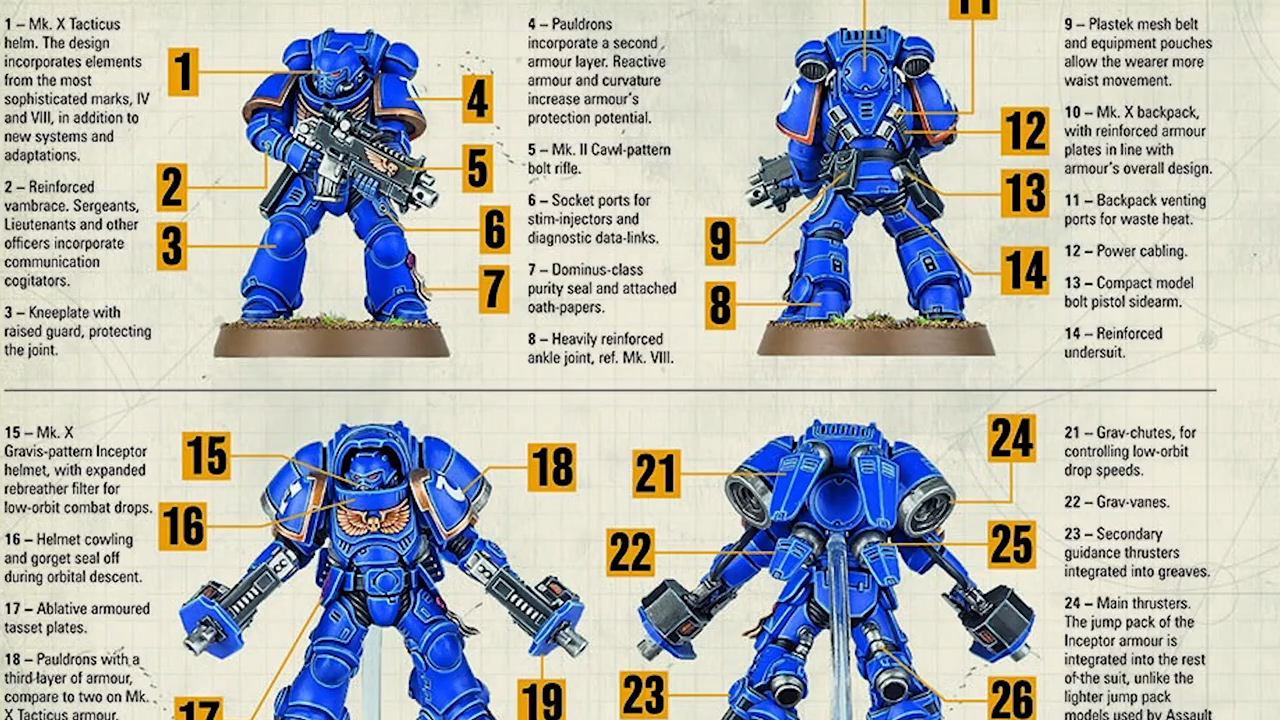 1 – Mk. X Tacticus
helm. The design
incorporates elements
from the most
sophisticated marks, IV
and VIII, in addition to
new systems and
adaptations.
2 – Reinforced
vambrace. Sergeants,
Lieutenants and other
officers incorporate
communication
cogitators.
3 – Kneeplate with
raised guard, protecting
the joint.
1
2
3
4
5
6
7
4 – Pauldrons
incorporate a second
armour layer. Reactive
armour and curvature
increase armour's
protection potential.
5 – Mk. II Cawl-pattern
bolt rifle.
6 – Socket ports for
stim-injectors and
diagnostic data-links.
7 – Dominus-class
purity seal and attached
oath-papers.
8 – Heavily reinforced
ankle joint, ref. Mk. VIII.
11
12
13
14
9
8
9 – Plastek mesh belt
and equipment pouches
allow the wearer more
waist movement.
10 – Mk. X backpack,
with reinforced armour
plates in line with
armour's overall design.
11 – Backpack venting
ports for waste heat.
12 – Power cabling.
13 – Compact model
bolt pistol sidearm.
14 – Reinforced
undersuit.
15 – Mk. X
Gravis-pattern Inceptor
helmet, with expanded
rebreather filter for
low-orbit combat drops.
16 – Helmet cowling
and gorget seal off
during orbital descent.
17 – Ablative armoured
tasset plates.
18 – Pauldrons with a
third layer of armour,
compare to two on Mk.
X Tacticus armour.
15
16
17
18
19
21
22
23
24
25
26
21 – Grav-chutes, for
controlling low-orbit
drop speeds.
22 – Grav-vanes.
23 – Secondary
guidance thrusters
integrated into greaves.
24 – Main thrusters.
The jump pack of the
Inceptor armour is
integrated into the rest
of the suit, unlike the
lighter jump pack
models used by Assault